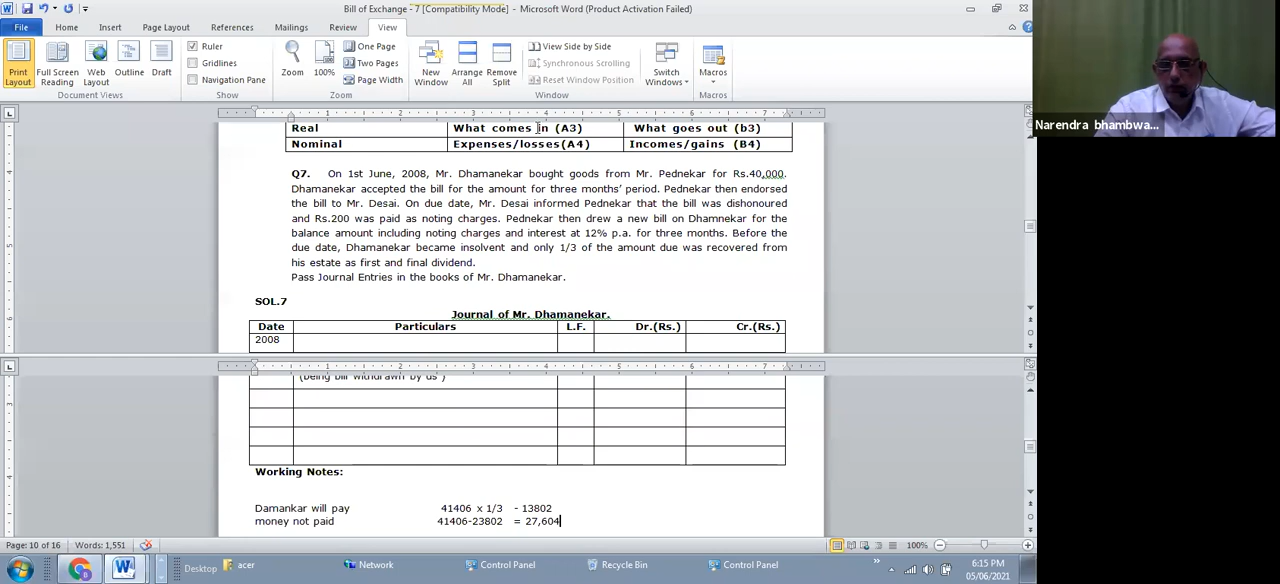 Bill of Exchange - 7 [Compatibility Mode] - Microsoft Word (Product Activation Failed)
File Home Insert Page Layout References Mailings Review View
Print Layout Full Screen Reading Web Layout Outline Draft
Document Views
Ruler
Gridlines
Navigation Pane
Show
Zoom 100% One Page
Two Pages
Page Width
Zoom
New Window Arrange All Remove Split
View Side by Side
Synchronous Scrolling
Reset Window Position
Switch Windows
Window
Macros
Macros
Narendra bhambwa...
Real What comes in (A3) What goes out (b3)
Nominal Expenses/losses(A4) Incomes/gains (B4)
Q7. On 1st June, 2008, Mr. Dhamanekar bought goods from Mr. Pednekar for Rs.40,000.
Dhamanekar accepted the bill for the amount for three months' period. Pednekar then endorsed
the bill to Mr. Desai. On due date, Mr. Desai informed Pednekar that the bill was dishonoured
and Rs.200 was paid as noting charges. Pednekar then drew a new bill on Dhamnekar for the
balance amount including noting charges and interest at 12% p.a. for three months. Before the
due date, Dhamanekar became insolvent and only 1/3 of the amount due was recovered from
his estate as first and final dividend.
Pass Journal Entries in the books of Mr. Dhamanekar.
SOL.7
Journal of Mr. Dhamanekar.
Date Particulars L.F. Dr.(Rs.) Cr.(Rs.)
2008
(being bill withdrawn by us )
Working Notes:
Damankar will pay 41406 x 1/3 - 13802
money not paid 41406-23802 = 27,604
Page: 10 of 16 Words: 1,551 100%
Desktop acer Network Control Panel Recycle Bin Control Panel
6:15 PM
05/06/2021